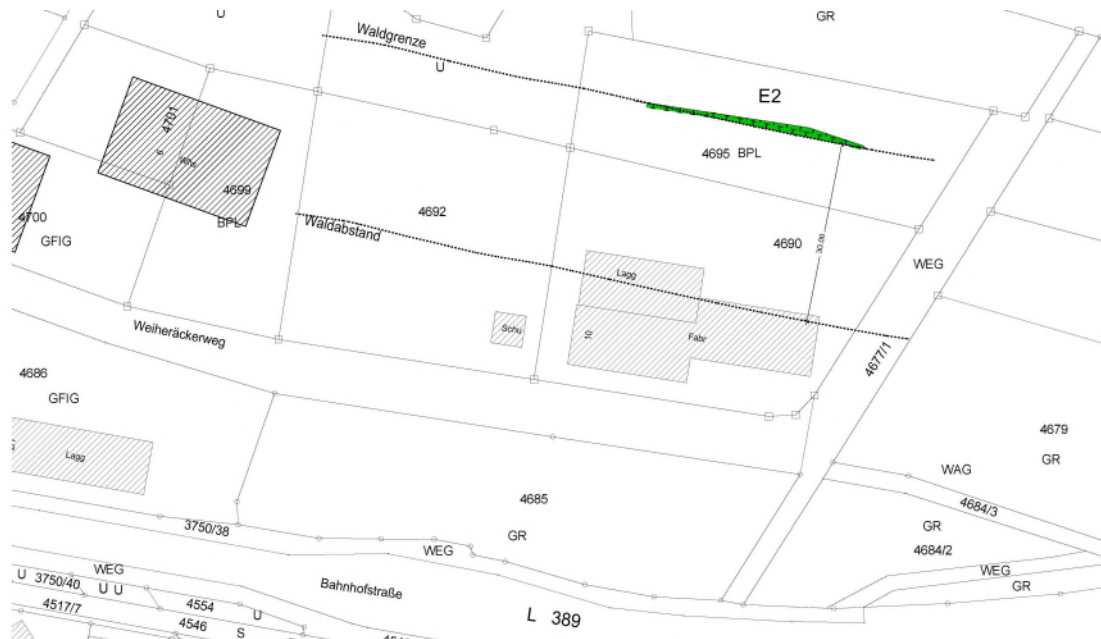 U
GR
Waldgrenze
U
E2
4701
6
Whs
4695 BPL
4699
BPL
4692
4700
GFIG
Waldabstand
4690
30.00
WEG
Lagg
Weiheräckerweg
Schu
10
Fabr
4677/1
4686
GFIG
4679
GR
Lagg
WAG
4685
4684/3
3750/38
GR
GR
WEG
4684/2
WEG
WEG
U
3750/40
U U
Bahnhofstraße
GR
4554
U
4517/7
4546
S
L 389